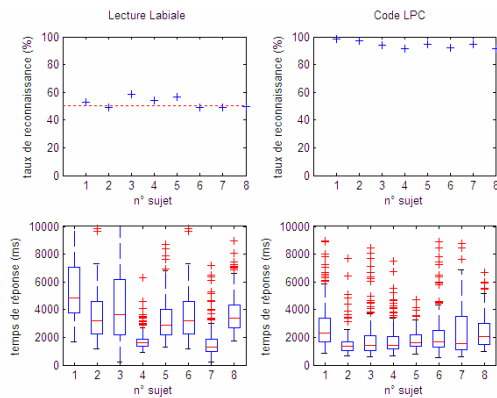 Lecture Labiale
Code LPC
taux de reconnaissance (%)
100
80
60
40
20
0
1 2 3 4 5 6 7 8
n° sujet
taux de reconnaissance (%)
100
80
60
40
20
0
1 2 3 4 5 6 7 8
n° sujet
temps de réponse (ms)
10000
8000
6000
4000
2000
0
1 2 3 4 5 6 7 8
n° sujet
temps de réponse (ms)
10000
8000
6000
4000
2000
0
1 2 3 4 5 6 7 8
n° sujet